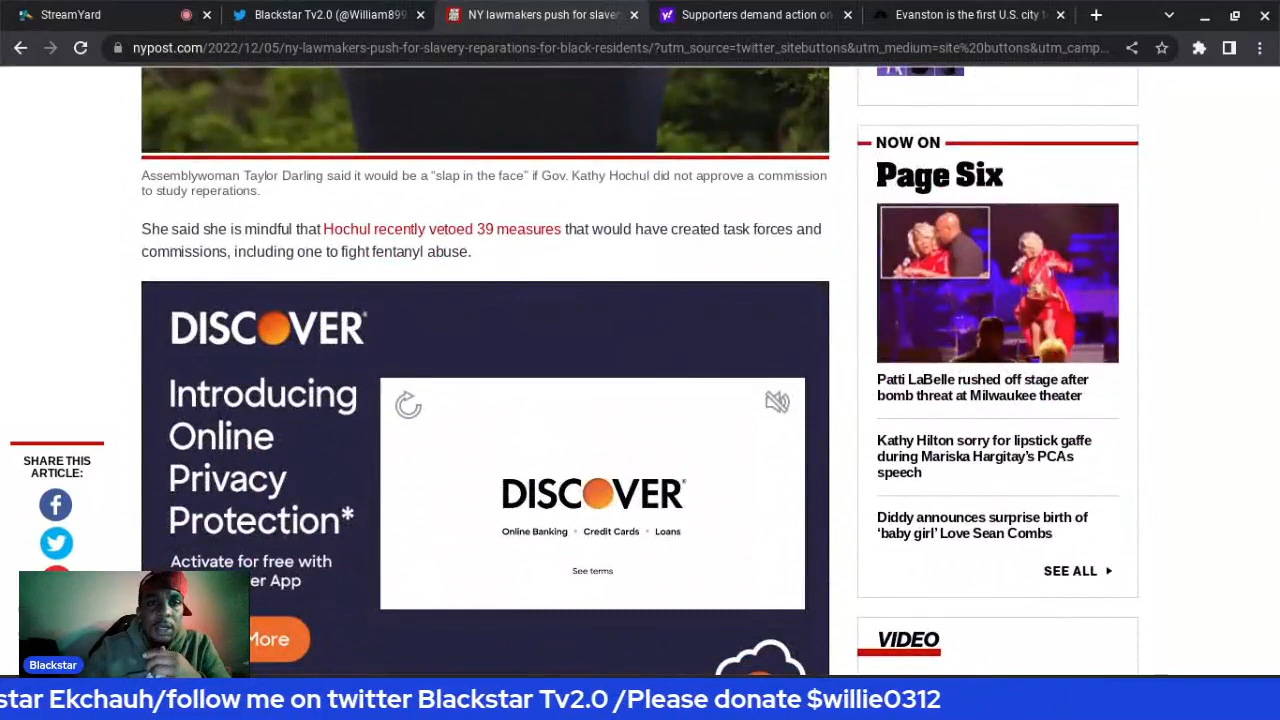 StreamYard
Blackstar Tv2.0 (@William899
NY lawmakers push for slaver
Supporters demand action on
Evanston is the first U.S. city t
nypost.com/2022/12/05/ny-lawmakers-push-for-slavery-reparations-for-black-residents/?utm_source=twitter_sitebuttons&utm_medium=site%20buttons&utm_camp...
Assemblywoman Taylor Darling said it would be a “slap in the face” if Gov. Kathy Hochul did not approve a commission
to study reperations.
She said she is mindful that Hochul recently vetoed 39 measures that would have created task forces and
commissions, including one to fight fentanyl abuse.
DISCOVER
Introducing
Online
Privacy
Protection*
Activate for free with
er App
More
DISCOVER
Online Banking • Credit Cards • Loans
See terms
SHARE THIS
ARTICLE:
NOW ON
Page Six
Patti LaBelle rushed off stage after
bomb threat at Milwaukee theater
Kathy Hilton sorry for lipstick gaffe
during Mariska Hargitay’s PCAs
speech
Diddy announces surprise birth of
‘baby girl’ Love Sean Combs
SEE ALL
VIDEO
Blackstar
star Ekchauh/follow me on twitter Blackstar Tv2.0 /Please donate $willie0312